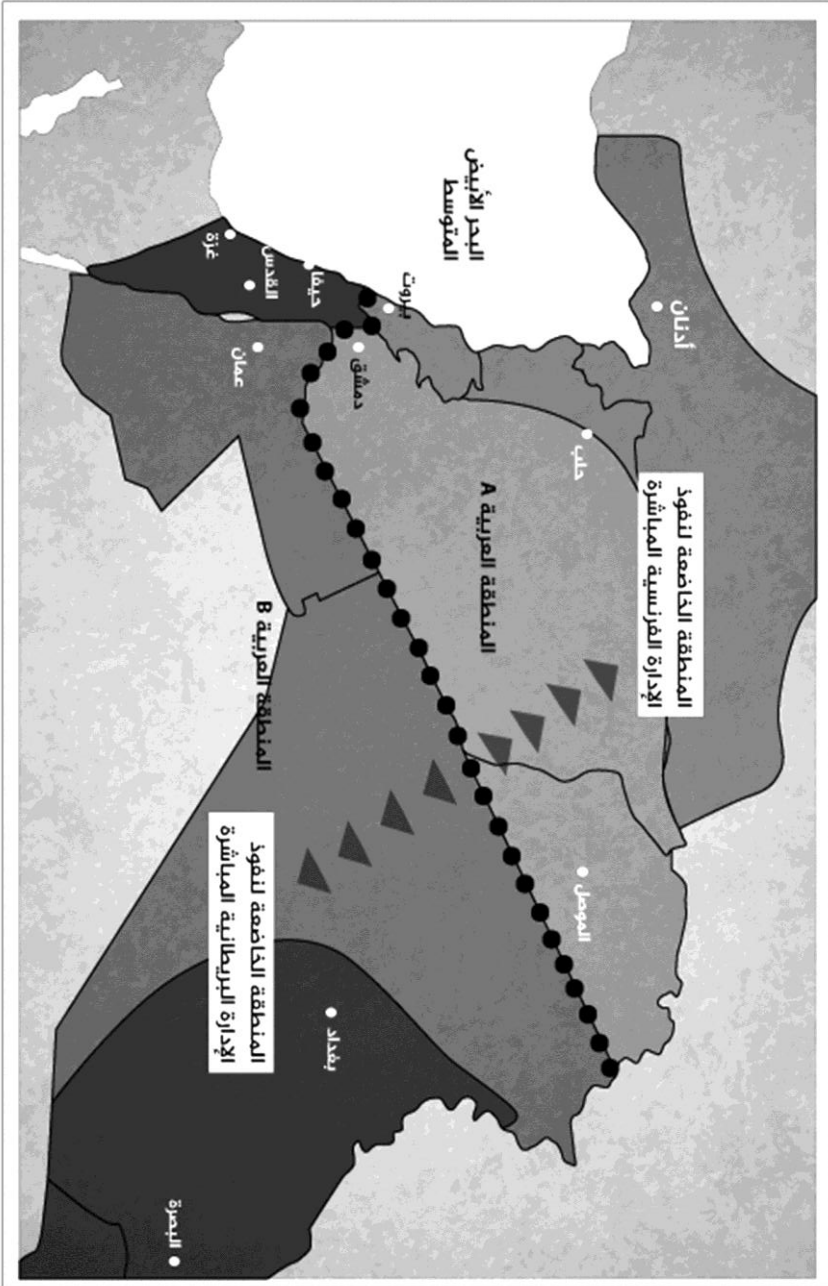 أدنان
البحر الأبيض
المتوسط
بيروت
حيفا
القدس
غزة
دمشق
عمان
حلب
المنطقة الخاضعة لنفوذ
الإدارة الفرنسية المباشرة
المنطقة العربية A
المنطقة العربية B
الموصل
المنطقة الخاضعة لنفوذ
الإدارة البريطانية المباشرة
بغداد
البصرة